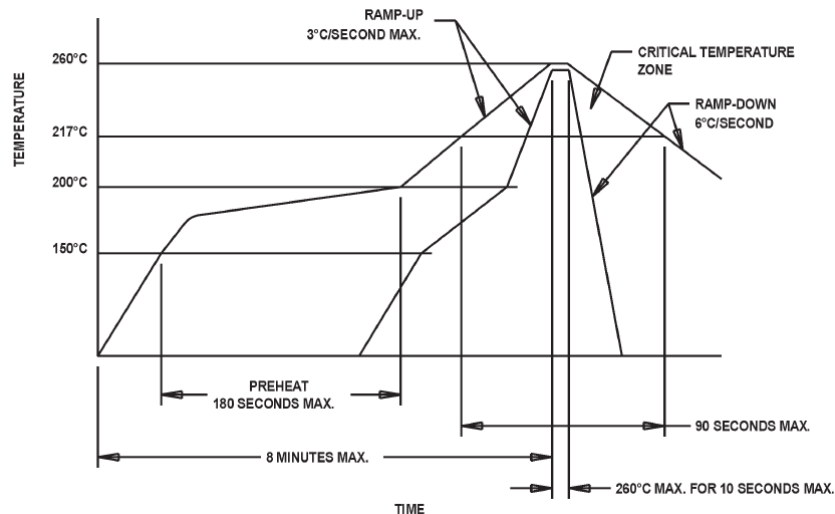 RAMP-UP
3°C/SECOND MAX.
260°C
CRITICAL TEMPERATURE
ZONE
TEMPERATURE
RAMP-DOWN
6°C/SECOND
217°C
200°C
150°C
PREHEAT
180 SECONDS MAX.
90 SECONDS MAX.
8 MINUTES MAX.
260°C MAX. FOR 10 SECONDS MAX.
TIME